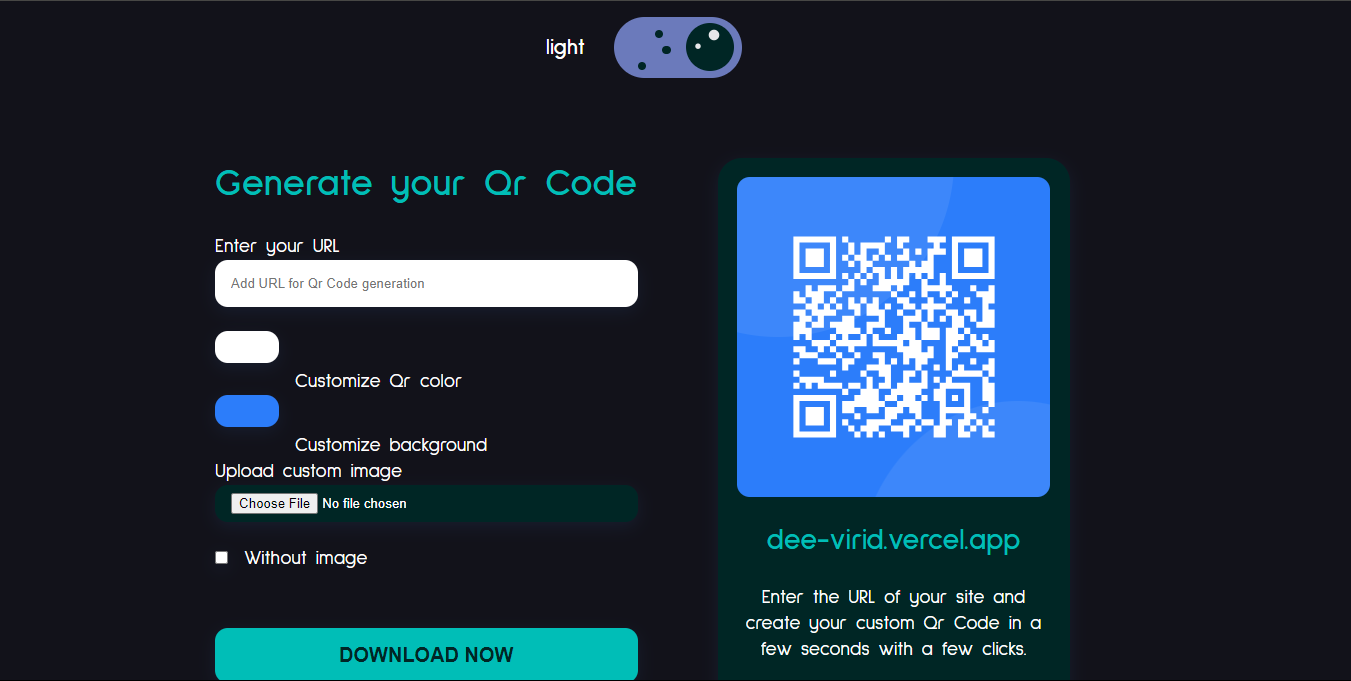 light
Generate your Qr Code
Enter your URL
Add URL for Qr Code generation
Customize Qr color
Customize background
Upload custom image
Choose File No file chosen
Without image
DOWNLOAD NOW
dee-virid.vercel.app
Enter the URL of your site and
create your custom Qr Code in a
few seconds with a few clicks.